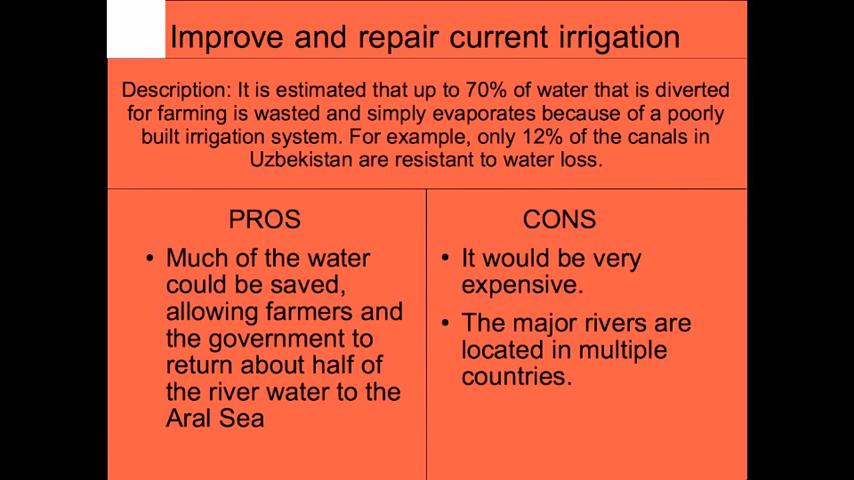 Improve and repair current irrigation
Description: It is estimated that up to 70% of water that is diverted
for farming is wasted and simply evaporates because of a poorly
built irrigation system. For example, only 12% of the canals in
Uzbekistan are resistant to water loss.
PROS
• Much of the water
could be saved,
allowing farmers and
the government to
return about half of
the river water to the
Aral Sea
CONS
• It would be very
expensive.
• The major rivers are
located in multiple
countries.